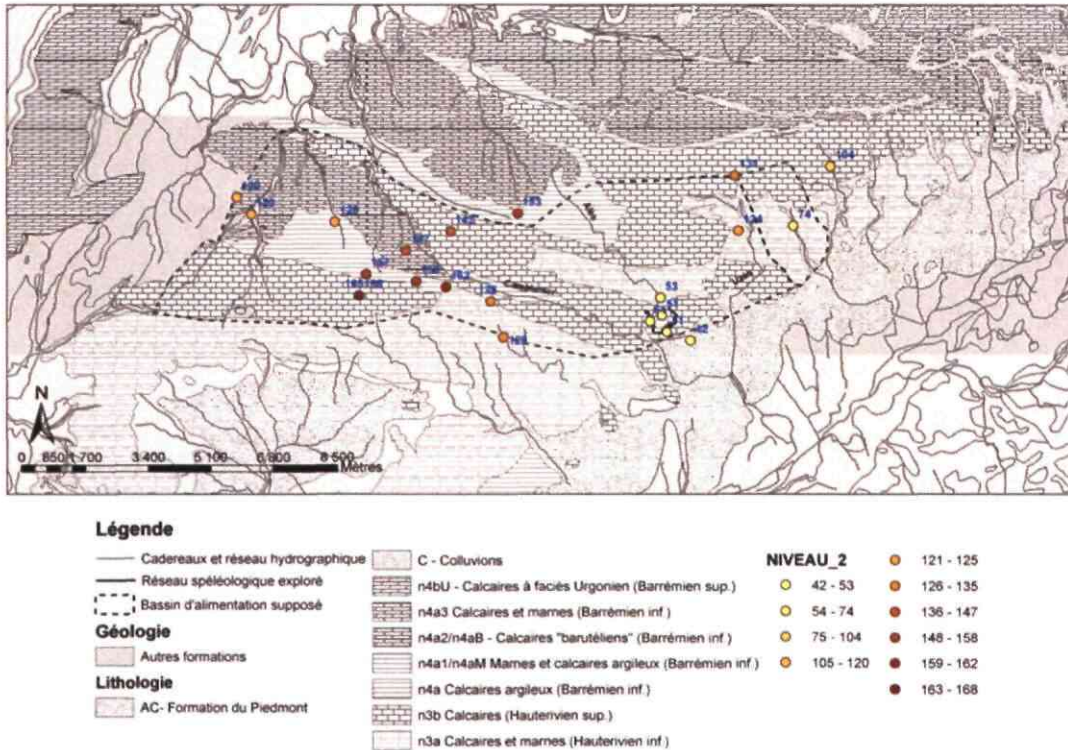 104
74
53
42
N
0 850 1 700 3 400 5 100 6 800 8 500
Mètres
Légende
Cadereaux et réseau hydrographique
Réseau spéléologique exploré
Bassin d'alimentation supposé
Géologie
Autres formations
Lithologie
AC- Formation du Piedmont
C - Colluvions
n4bU - Calcaires à faciès Urgonien (Barrémien sup.)
n4a3 Calcaires et marnes (Barrémien inf.)
n4a2/n4aB - Calcaires "barutéliens" (Barrémien inf.)
n4a1/n4aM Marnes et calcaires argileux (Barrémien inf.)
n4a Calcaires argileux (Barrémien inf.)
n3b Calcaires (Hauterivien sup.)
n3a Calcaires et marnes (Hauterivien inf.)
NIVEAU_2
42 - 53
54 - 74
75 - 104
105 - 120
121 - 125
126 - 135
136 - 147
148 - 158
159 - 162
163 - 168